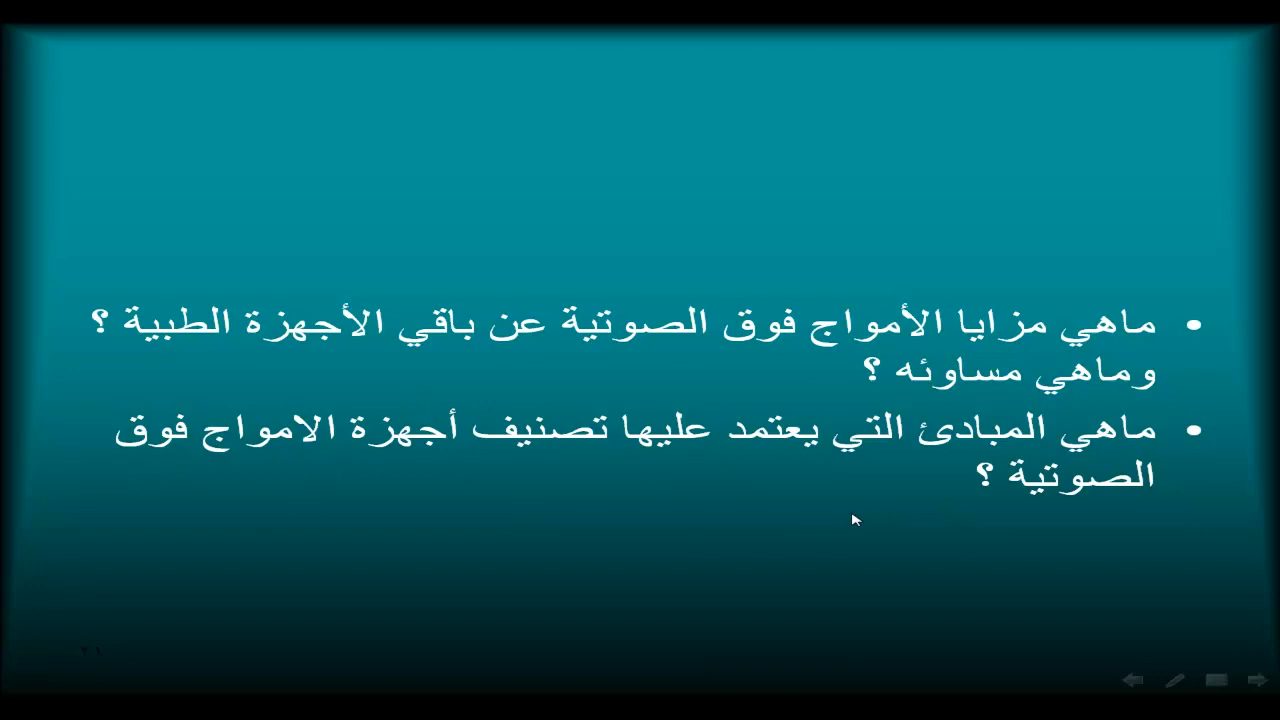 • ماهي مزايا الأمواج فوق الصوتية عن باقي الأجهزة الطبية ؟
وماهي مساوئه ؟
• ماهي المبادئ التي يعتمد عليها تصنيف أجهزة الامواج فوق
الصوتية ؟